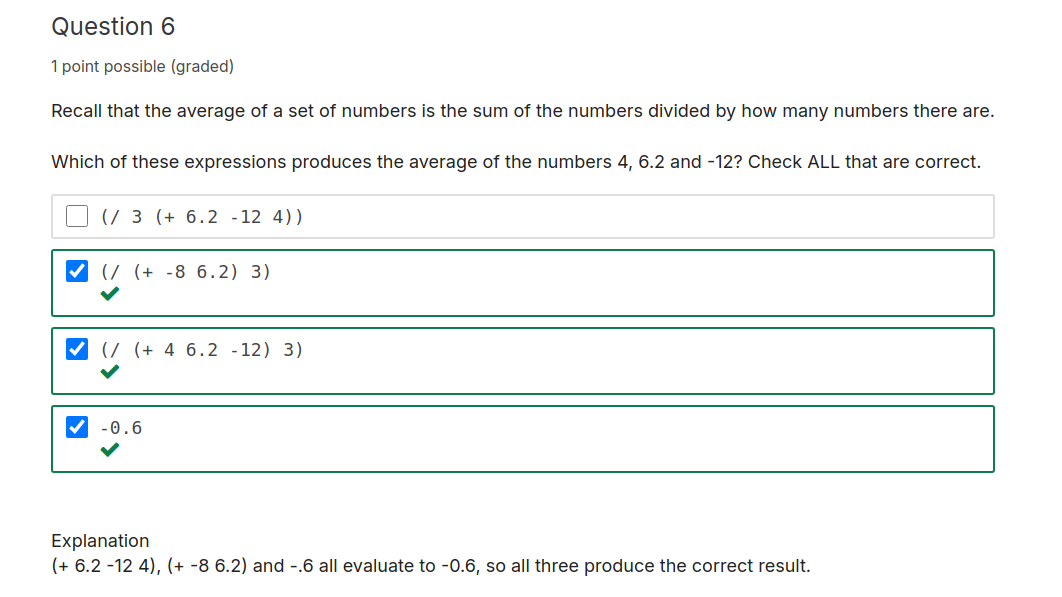 Question 6
1 point possible (graded)
Recall that the average of a set of numbers is the sum of the numbers divided by how many numbers there are.
Which of these expressions produces the average of the numbers 4, 6.2 and -12? Check ALL that are correct.
(/ 3 (+ 6.2 -12 4))
(/ (+ -8 6.2) 3)
(/ (+ 4 6.2 -12) 3)
-0.6
Explanation
(+ 6.2 -12 4), (+ -8 6.2) and -.6 all evaluate to -0.6, so all three produce the correct result.